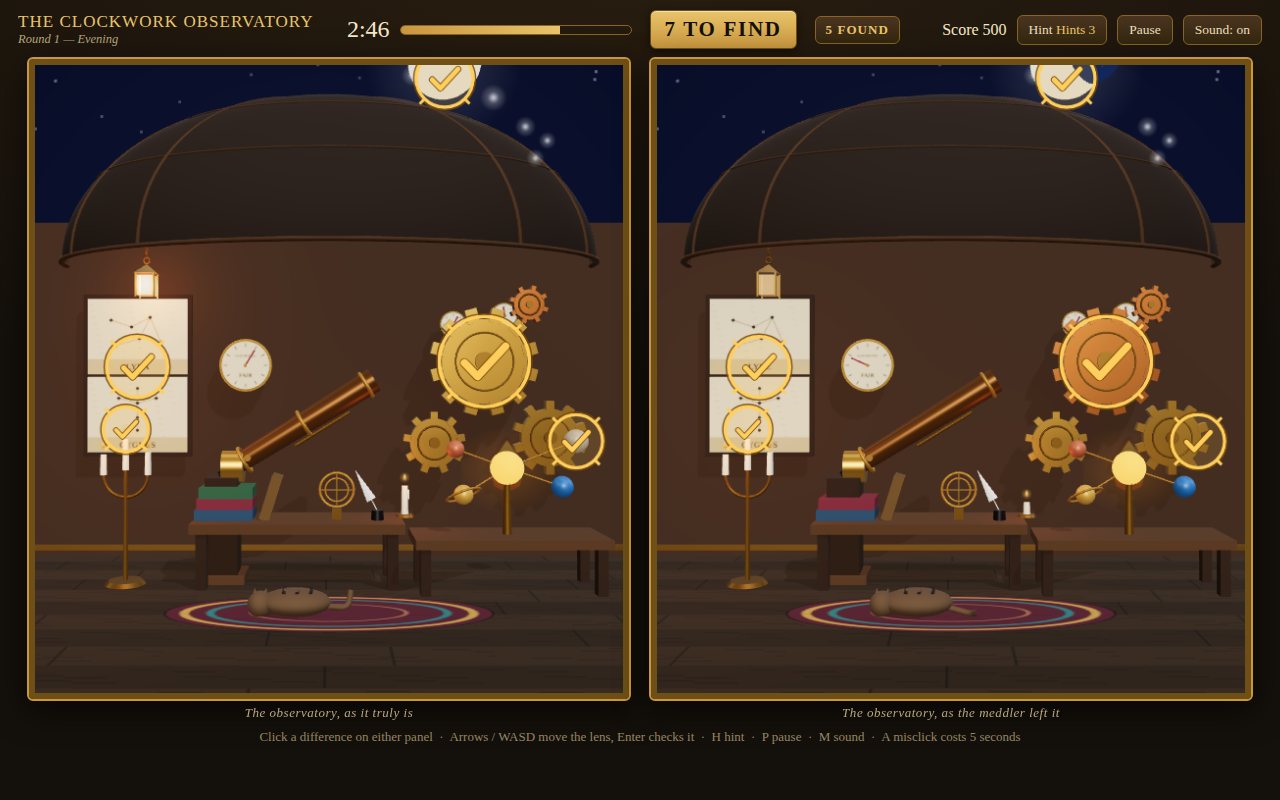 THE CLOCKWORK OBSERVATORY
Round 1 — Evening
2:46
7 TO FIND
5 FOUND
Score 500
Hint Hints 3
Pause
Sound: on
FAIR
FAIR
The observatory, as it truly is
The observatory, as the meddler left it
Click a difference on either panel · Arrows / WASD move the lens, Enter checks it · H hint · P pause · M sound · A misclick costs 5 seconds